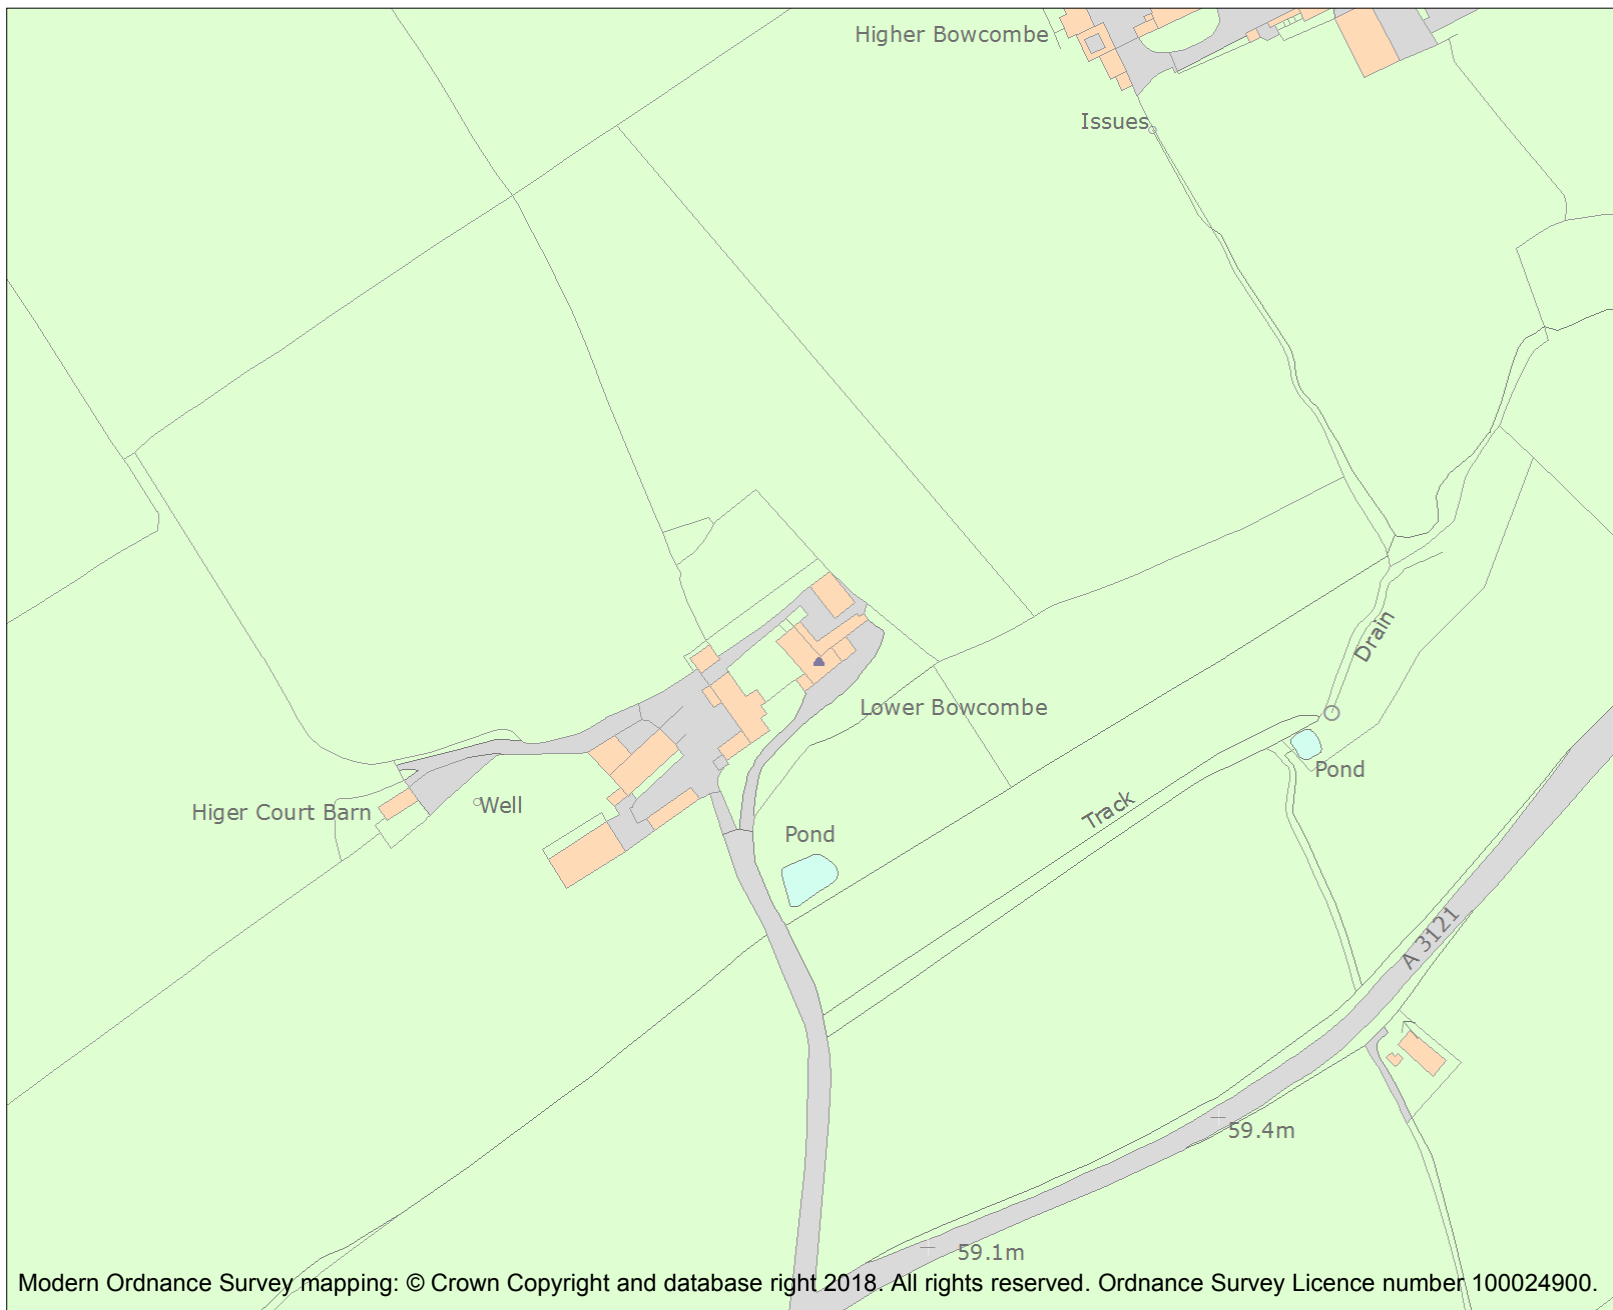 Higher Bowcombe
Issues
Drain
Lower Bowcombe
Pond
Track
Higer Court Barn
Well
Pond
A 3121
59.4m
59.1m
Modern Ordnance Survey mapping: © Crown Copyright and database right 2018. All rights reserved. Ordnance Survey Licence number 100024900.